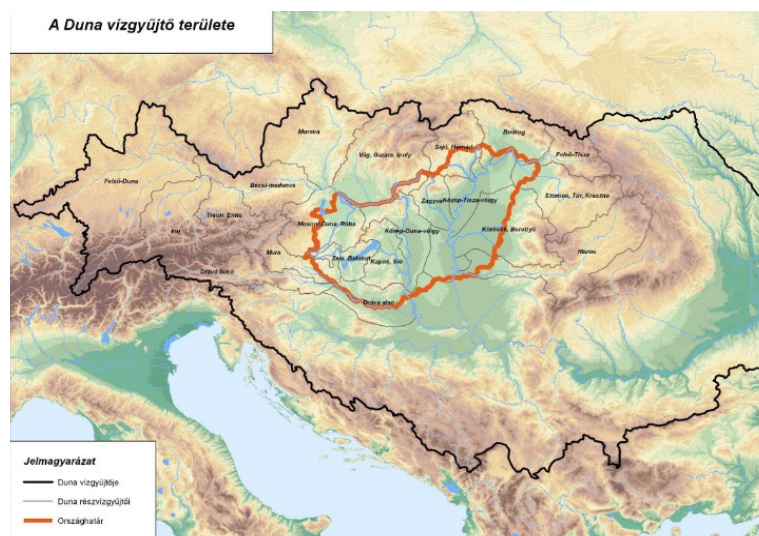 A Duna vízgyűjtő területe
Morava
Bodrog
Sajó, Hernád
Vág, Garam, Ipoly
Felső-Tisza
Felső-Duna
Bécsi-medence
Szamos, Túr, Kraszna
Zagyva
Közép-Tisza-völgy
Traun, Enns
Mosoni-Duna, Rába
Inn
Közép-Duna-völgy
Körösök, Berettyó
Mura
Zala, Balaton
Kapos, Sió
Maros
Dráva felső
Dráva alsó
Jelmagyarázat
Duna vízgyűjtője
Duna részvízgyűjtői
Országhatár